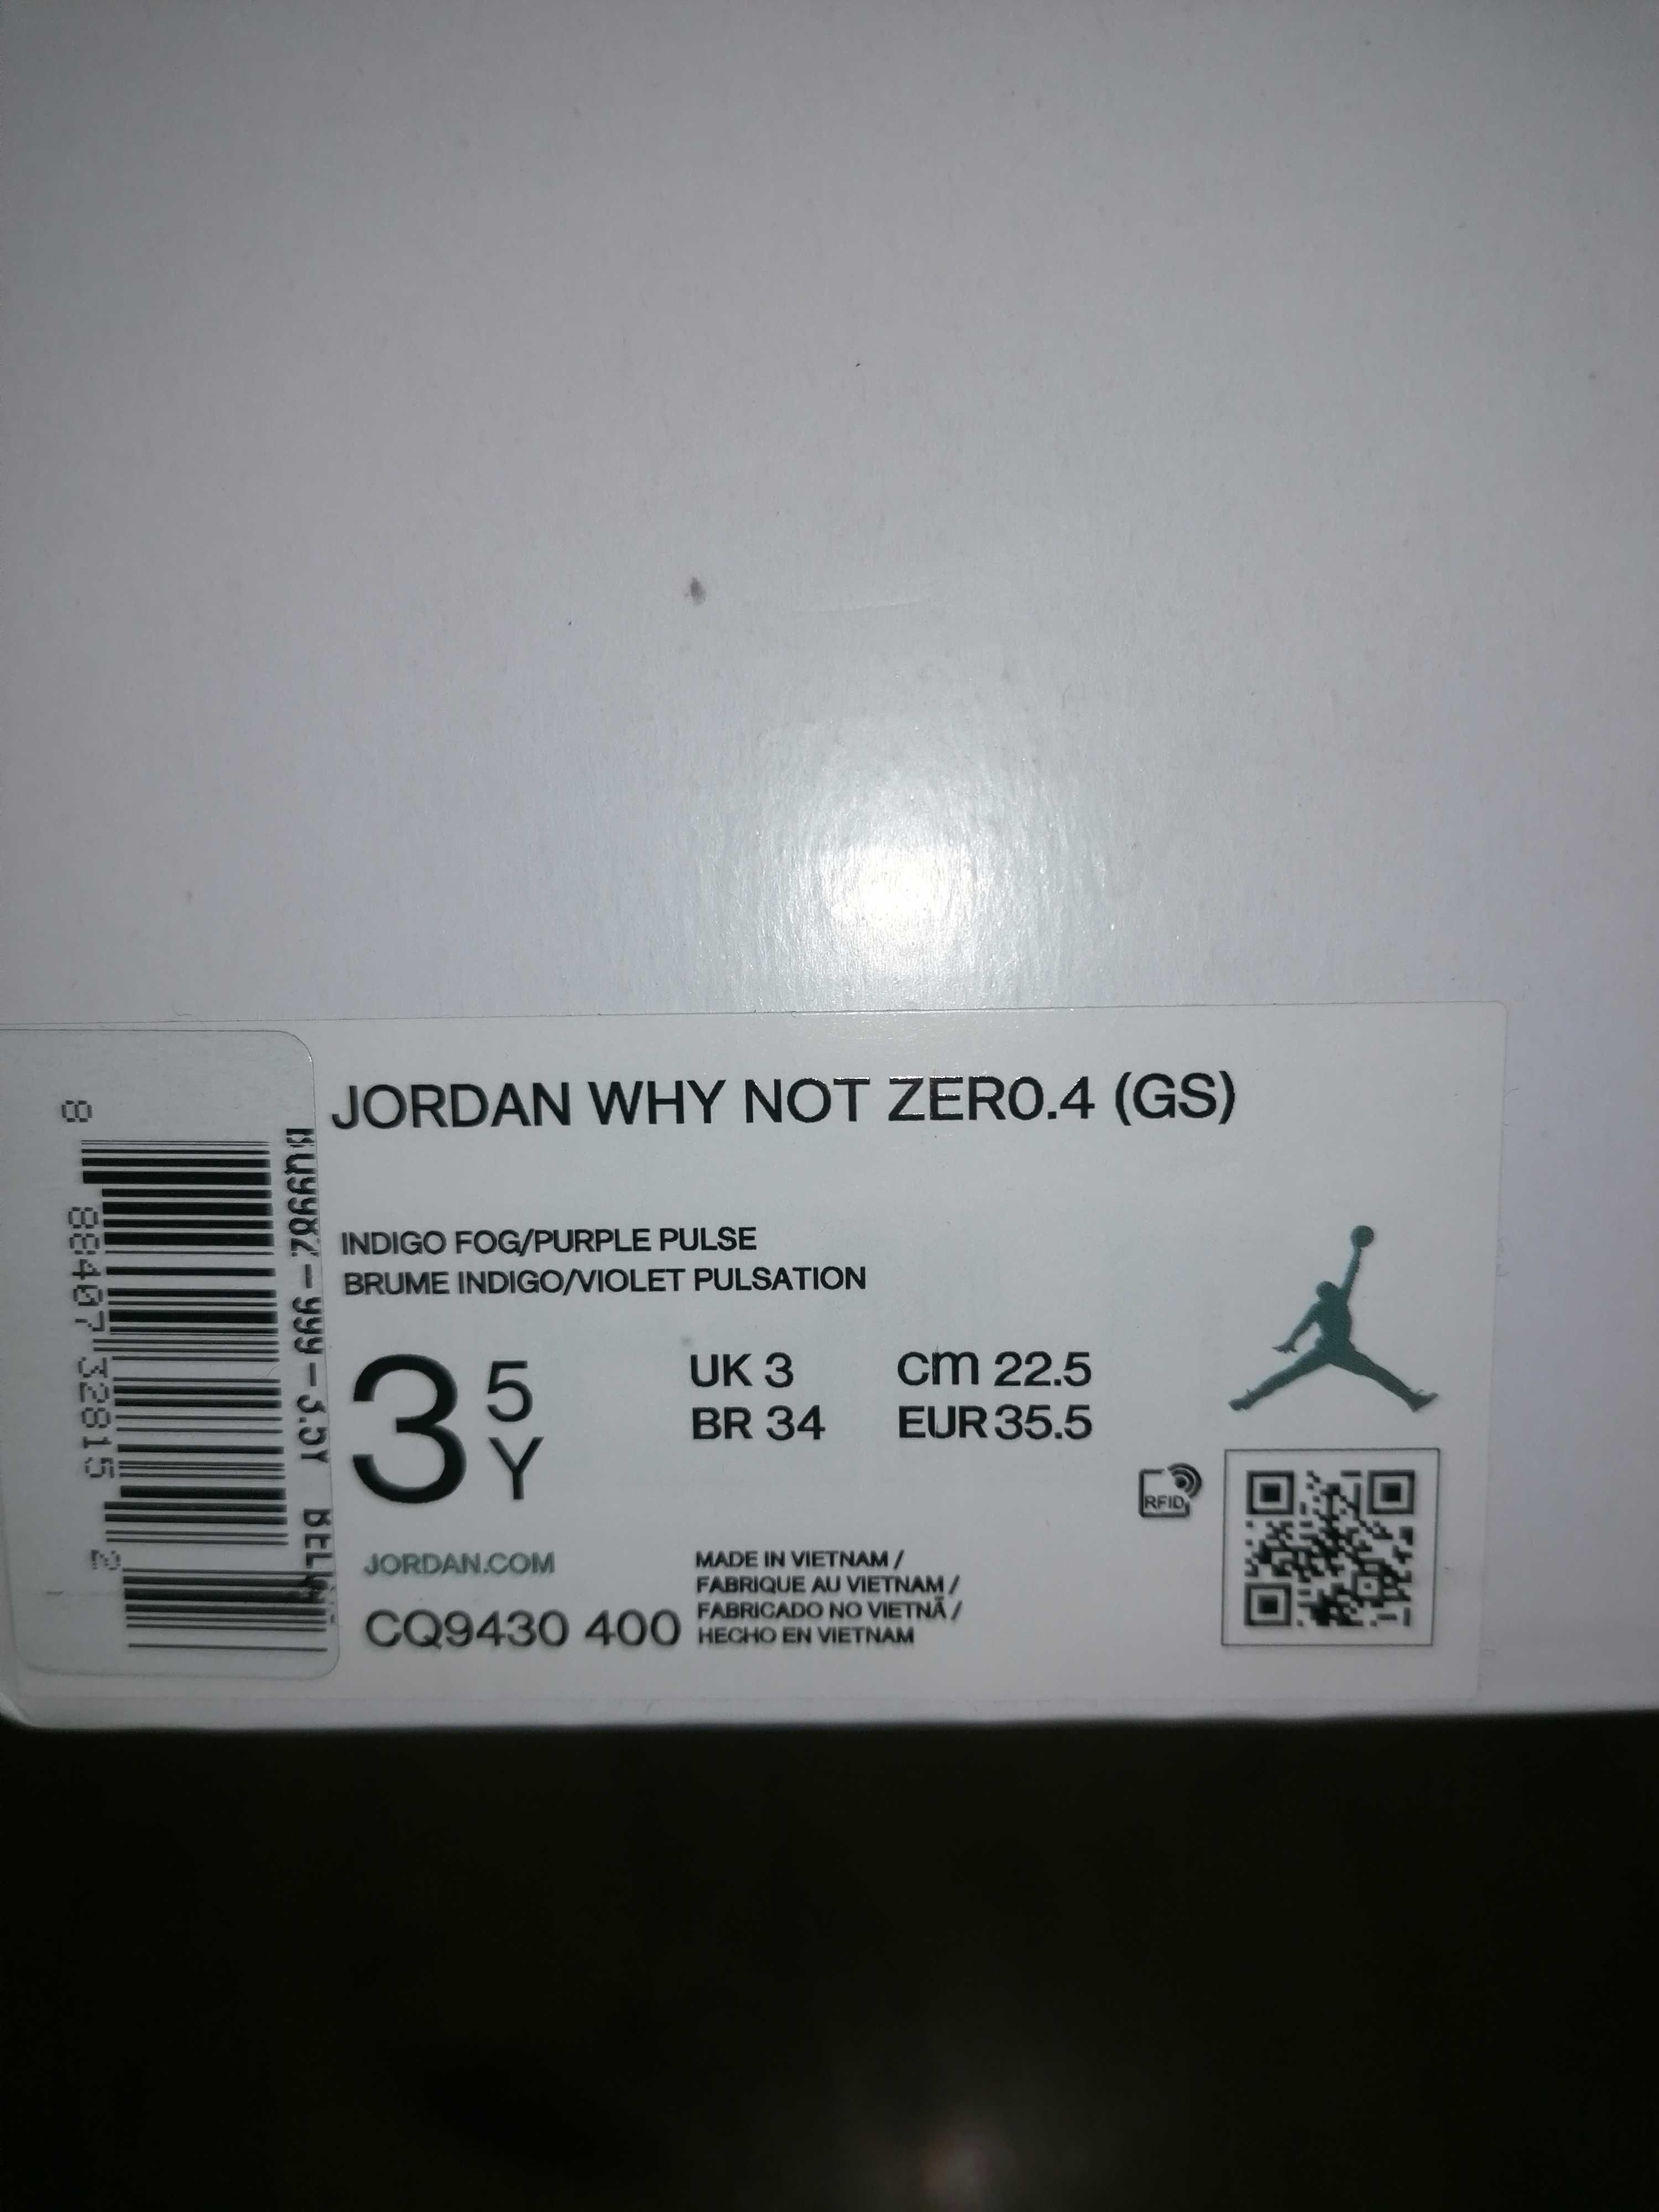 JORDAN WHY NOT ZER0.4 (GS)
INDIGO FOG/PURPLE PULSE
BRUME INDIGO/VIOLET PULSATION
3 5 Y
UK 3 CM 22.5
BR 34 EUR 35.5
RFID
JORDAN.COM
CQ9430 400
MADE IN VIETNAM /
FABRIQUE AU VIETNAM /
FABRICADO NO VIETNÃ /
HECHO EN VIETNAM
8 88407 32815 2